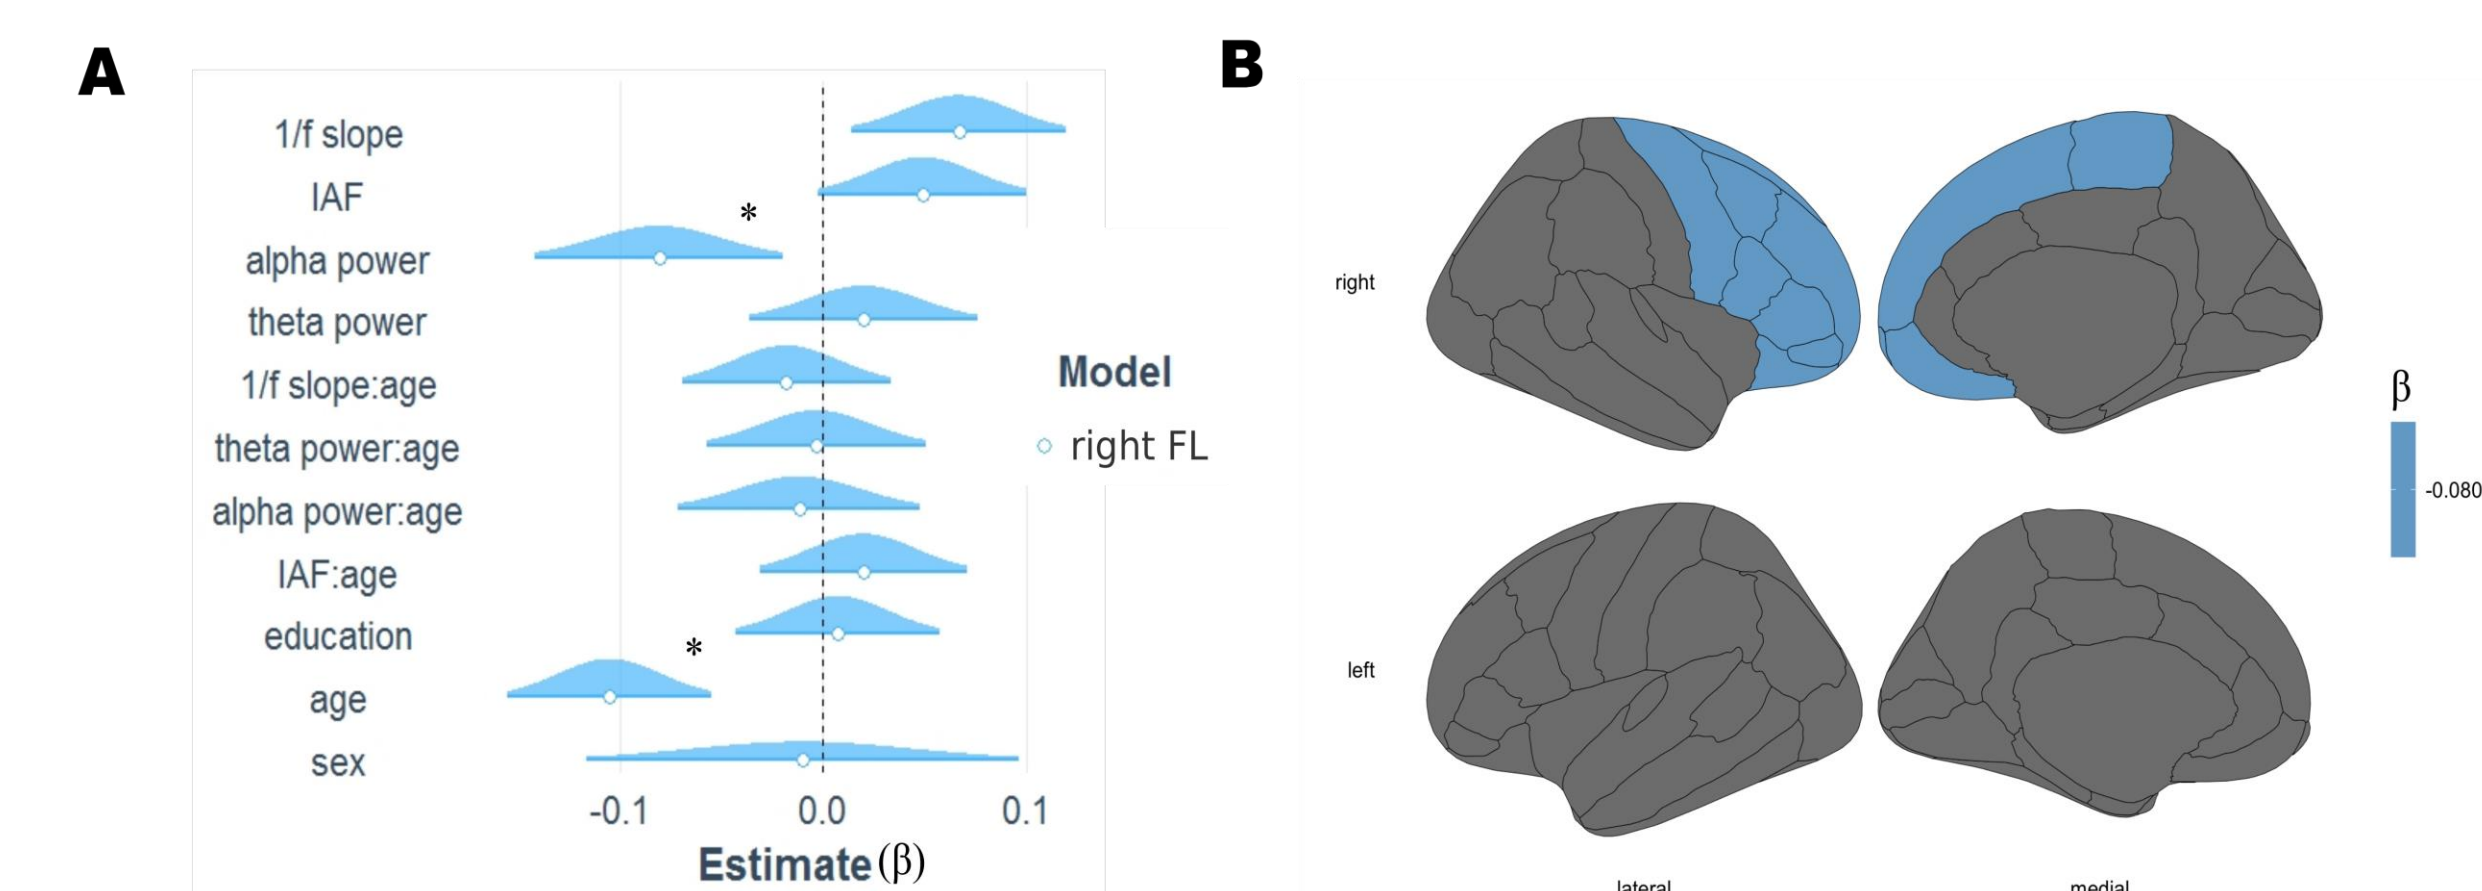 A
B
1/f slope
IAF
*
alpha power
theta power
1/f slope:age
theta power:age
alpha power:age
IAF:age
education
*
age
sex
-0.1 0.0 0.1
Estimate (β)
Model
right FL
right
left
lateral medial
β
-0.080